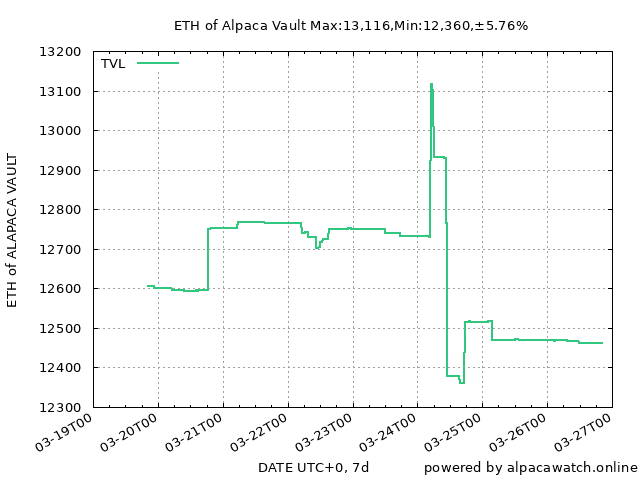 ETH of Alpaca Vault Max:13,116,Min:12,360,±5.76%
TVL
13200
13100
13000
12900
12800
12700
12600
12500
12400
12300
ETH of ALAPACA VAULT
03-19T00
03-20T00
03-21T00
03-22T00
03-23T00
03-24T00
03-25T00
03-26T00
03-27T00
DATE UTC+0, 7d
powered by alpacawatch.online